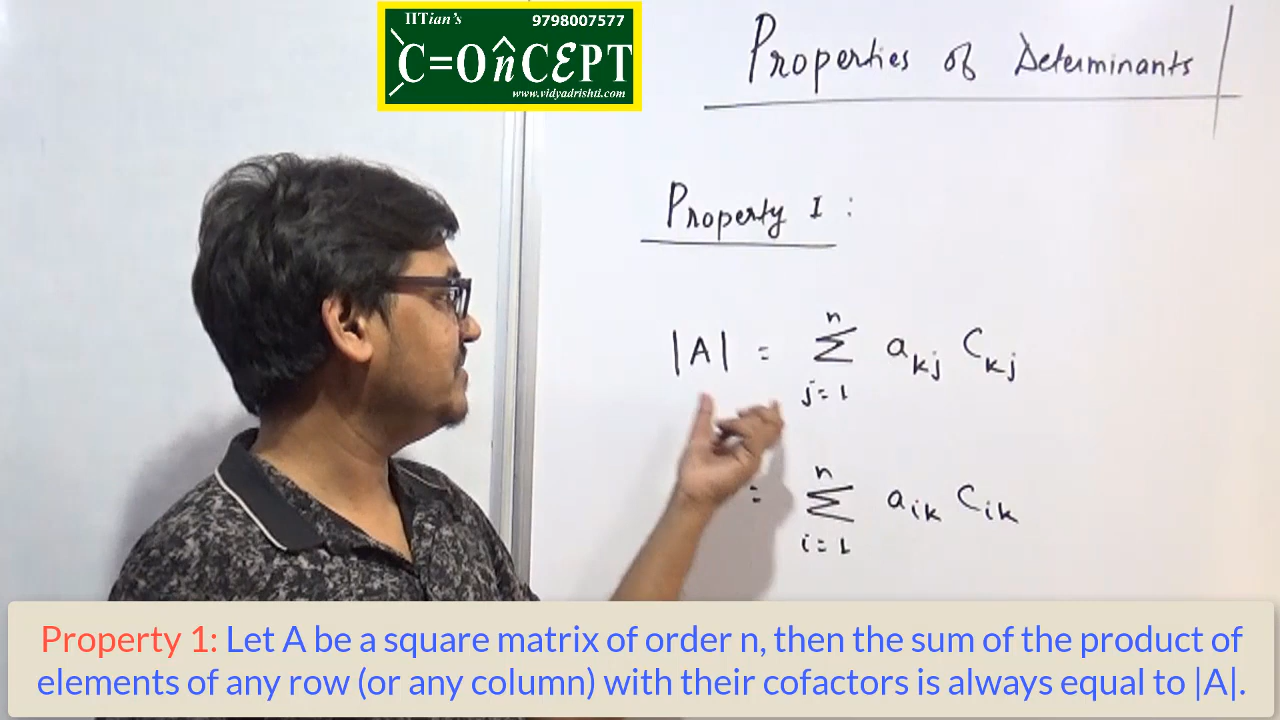 IITian's 9798007577
C=On̂CƐPT
www.vidyadrishti.com
Properties of Determinants
Property I :
n
|A| = ∑ a_kj C_kj
j=1
n
= ∑ a_ik C_ik
i=1
Property 1: Let A be a square matrix of order n, then the sum of the product of
elements of any row (or any column) with their cofactors is always equal to |A|.